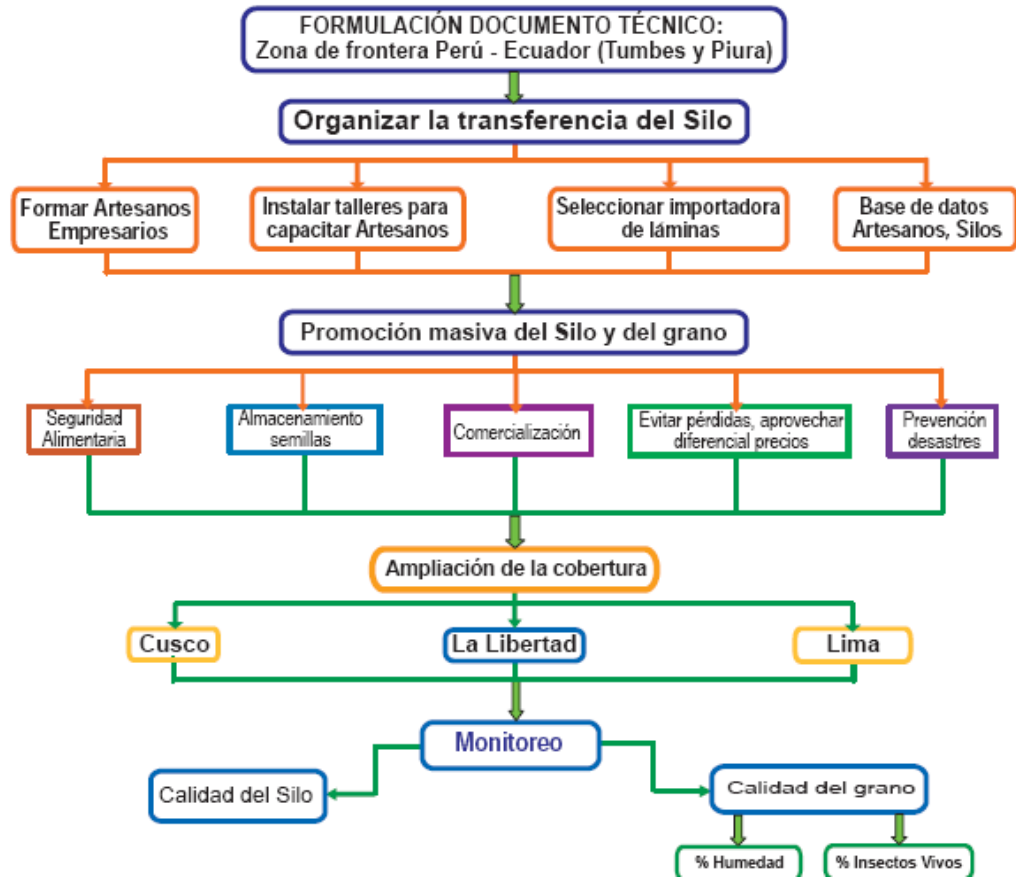 FORMULACIÓN DOCUMENTO TÉCNICO:
Zona de frontera Perú - Ecuador (Tumbes y Piura)
Organizar la transferencia del Silo
Formar Artesanos
Empresarios
Instalar talleres para
capacitar Artesanos
Seleccionar importadora
de láminas
Base de datos
Artesanos, Silos
Promoción masiva del Silo y del grano
Seguridad
Alimentaria
Almacenamiento
semillas
Comercialización
Evitar pérdidas, aprovechar
diferencial precios
Prevención
desastres
Ampliación de la cobertura
Cusco
La Libertad
Lima
Monitoreo
Calidad del Silo
Calidad del grano
% Humedad
% Insectos Vivos